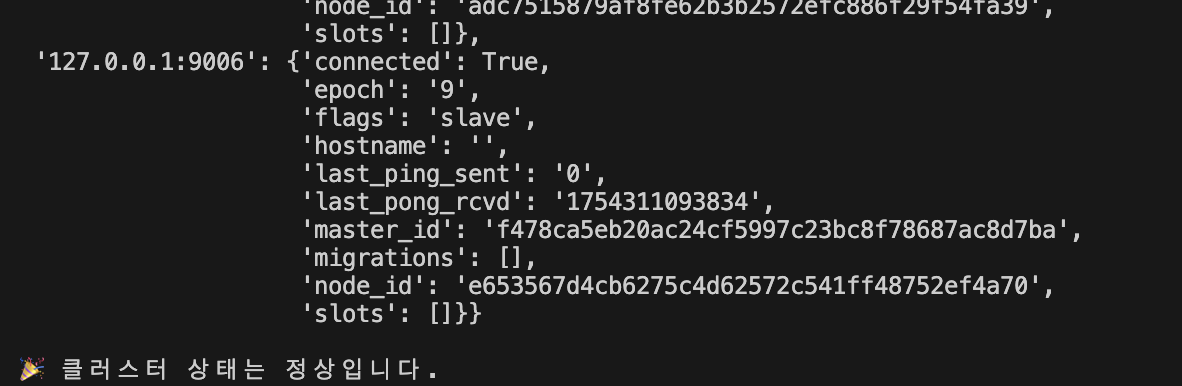 'node_id': 'adc7515879af8fe62b3b2572efc886f29f54fa39',
'slots': []},
'127.0.0.1:9006': {'connected': True,
'epoch': '9',
'flags': 'slave',
'hostname': '',
'last_ping_sent': '0',
'last_pong_rcvd': '1754311093834',
'master_id': 'f478ca5eb20ac24cf5997c23bc8f78687ac8d7ba',
'migrations': [],
'node_id': 'e653567d4cb6275c4d62572c541ff48752ef4a70',
'slots': []}}
🎉 클러스터 상태는 정상입니다.